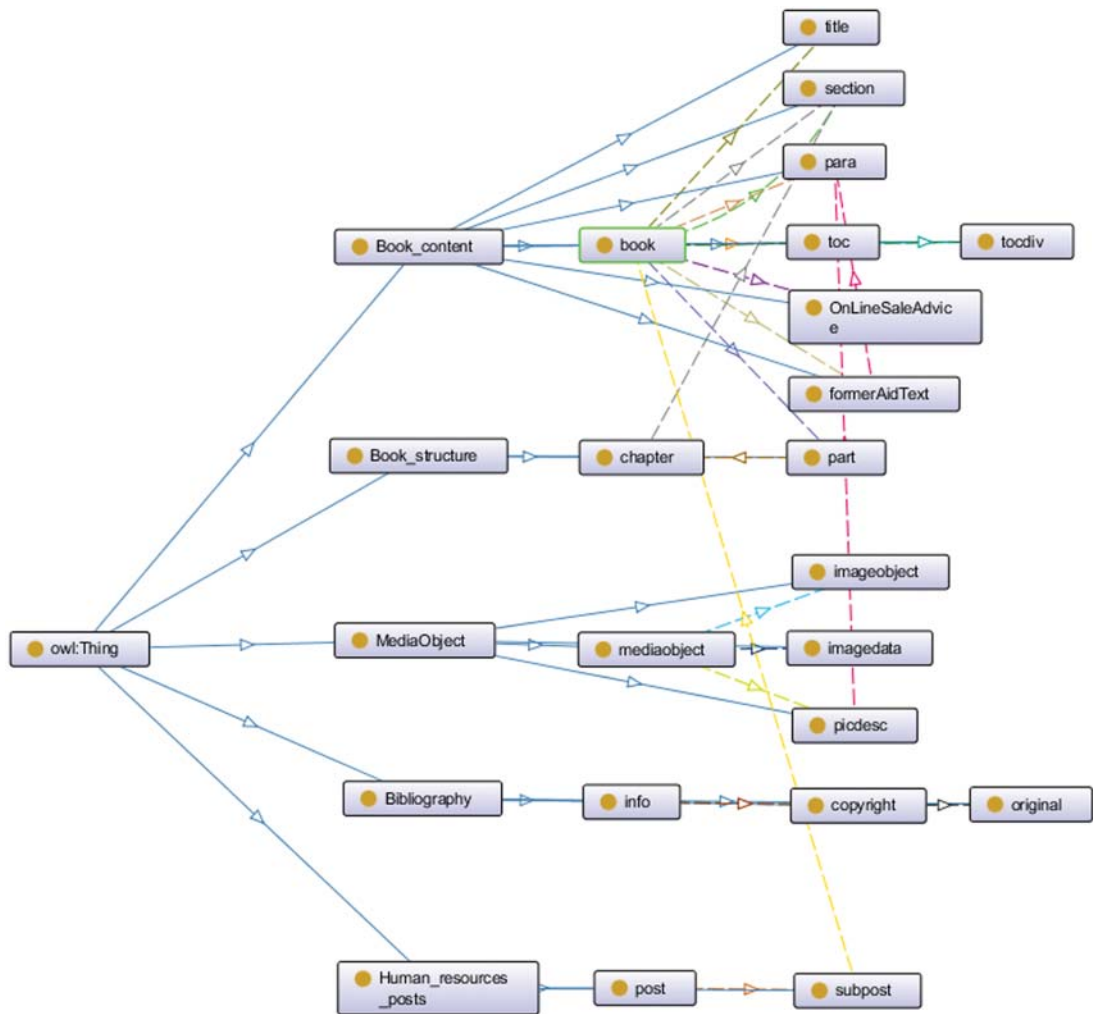 title
section
para
Book_content
book
toc
tocdiv
OnLineSaleAdvic
e
formerAidText
Book_structure
chapter
part
imageobject
owl:Thing
MediaObject
mediaobject
imagedata
picdesc
Bibliography
info
copyright
original
Human_resources
_posts
post
subpost